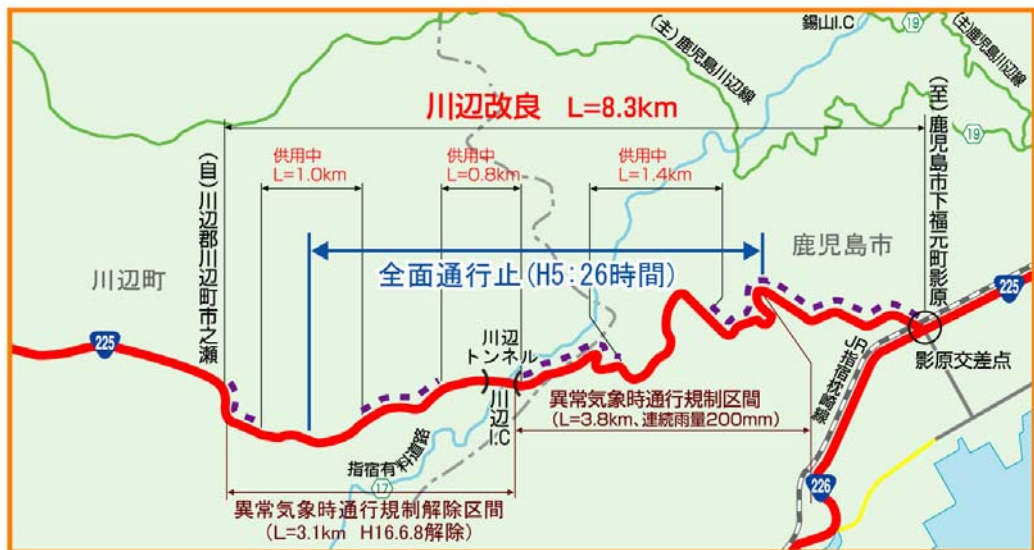 錫山I.C
19
(主)鹿児島川辺線
(主)鹿児島川辺線
19
川辺改良 L=8.3km
(自)川辺郡川辺町市之瀬
供用中
L=1.0km
供用中
L=0.8km
供用中
L=1.4km
(至)鹿児島市下福元町影原
全面通行止(H5:26時間)
川辺町
鹿児島市
225
225
川辺
トンネル
川辺I.C
影原交差点
JR指宿枕崎線
異常気象時通行規制区間
(L=3.8km、連続雨量200mm)
指宿有料道路
17
226
異常気象時通行規制解除区間
(L=3.1km H16.6.8解除)